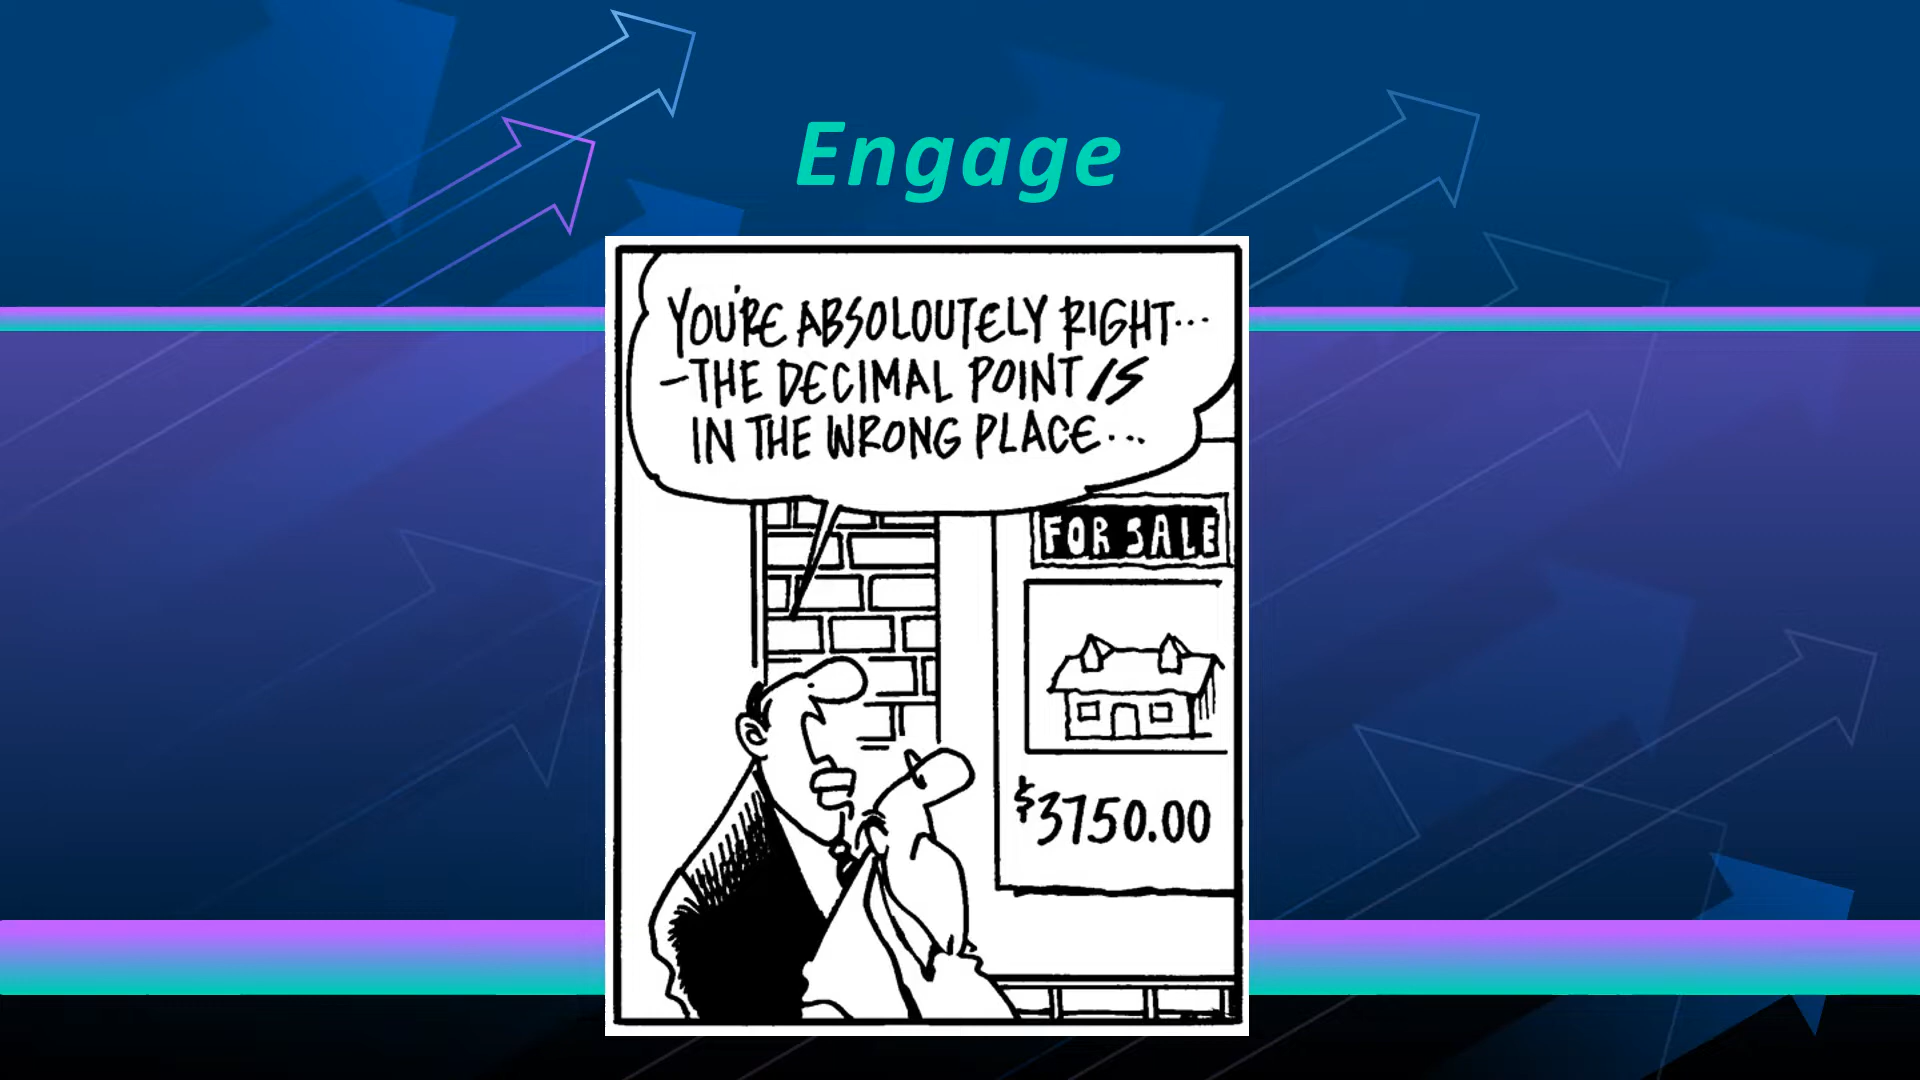 Engage
YOU'RE ABSOLOUTELY RIGHT...
-THE DECIMAL POINT IS
IN THE WRONG PLACE...
FOR SALE
$3750.00